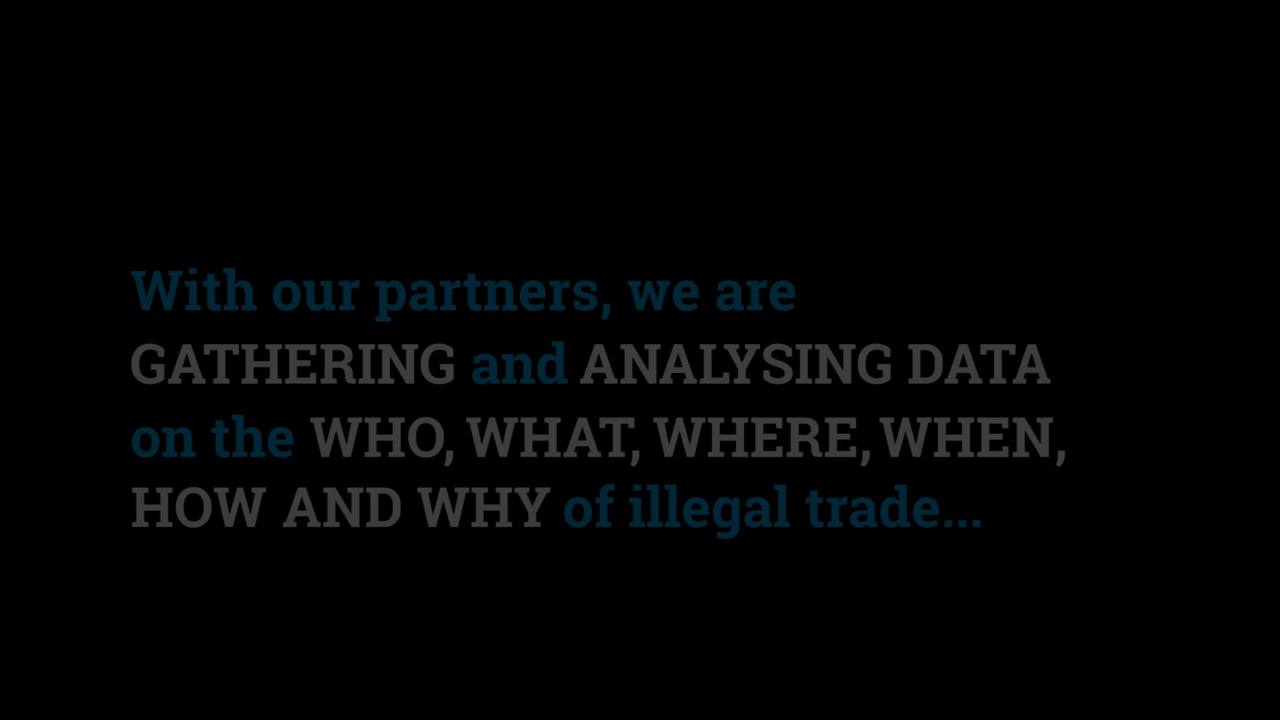 With our partners, we are
GATHERING and ANALYSING DATA
on the WHO, WHAT, WHERE, WHEN,
HOW AND WHY of illegal trade...